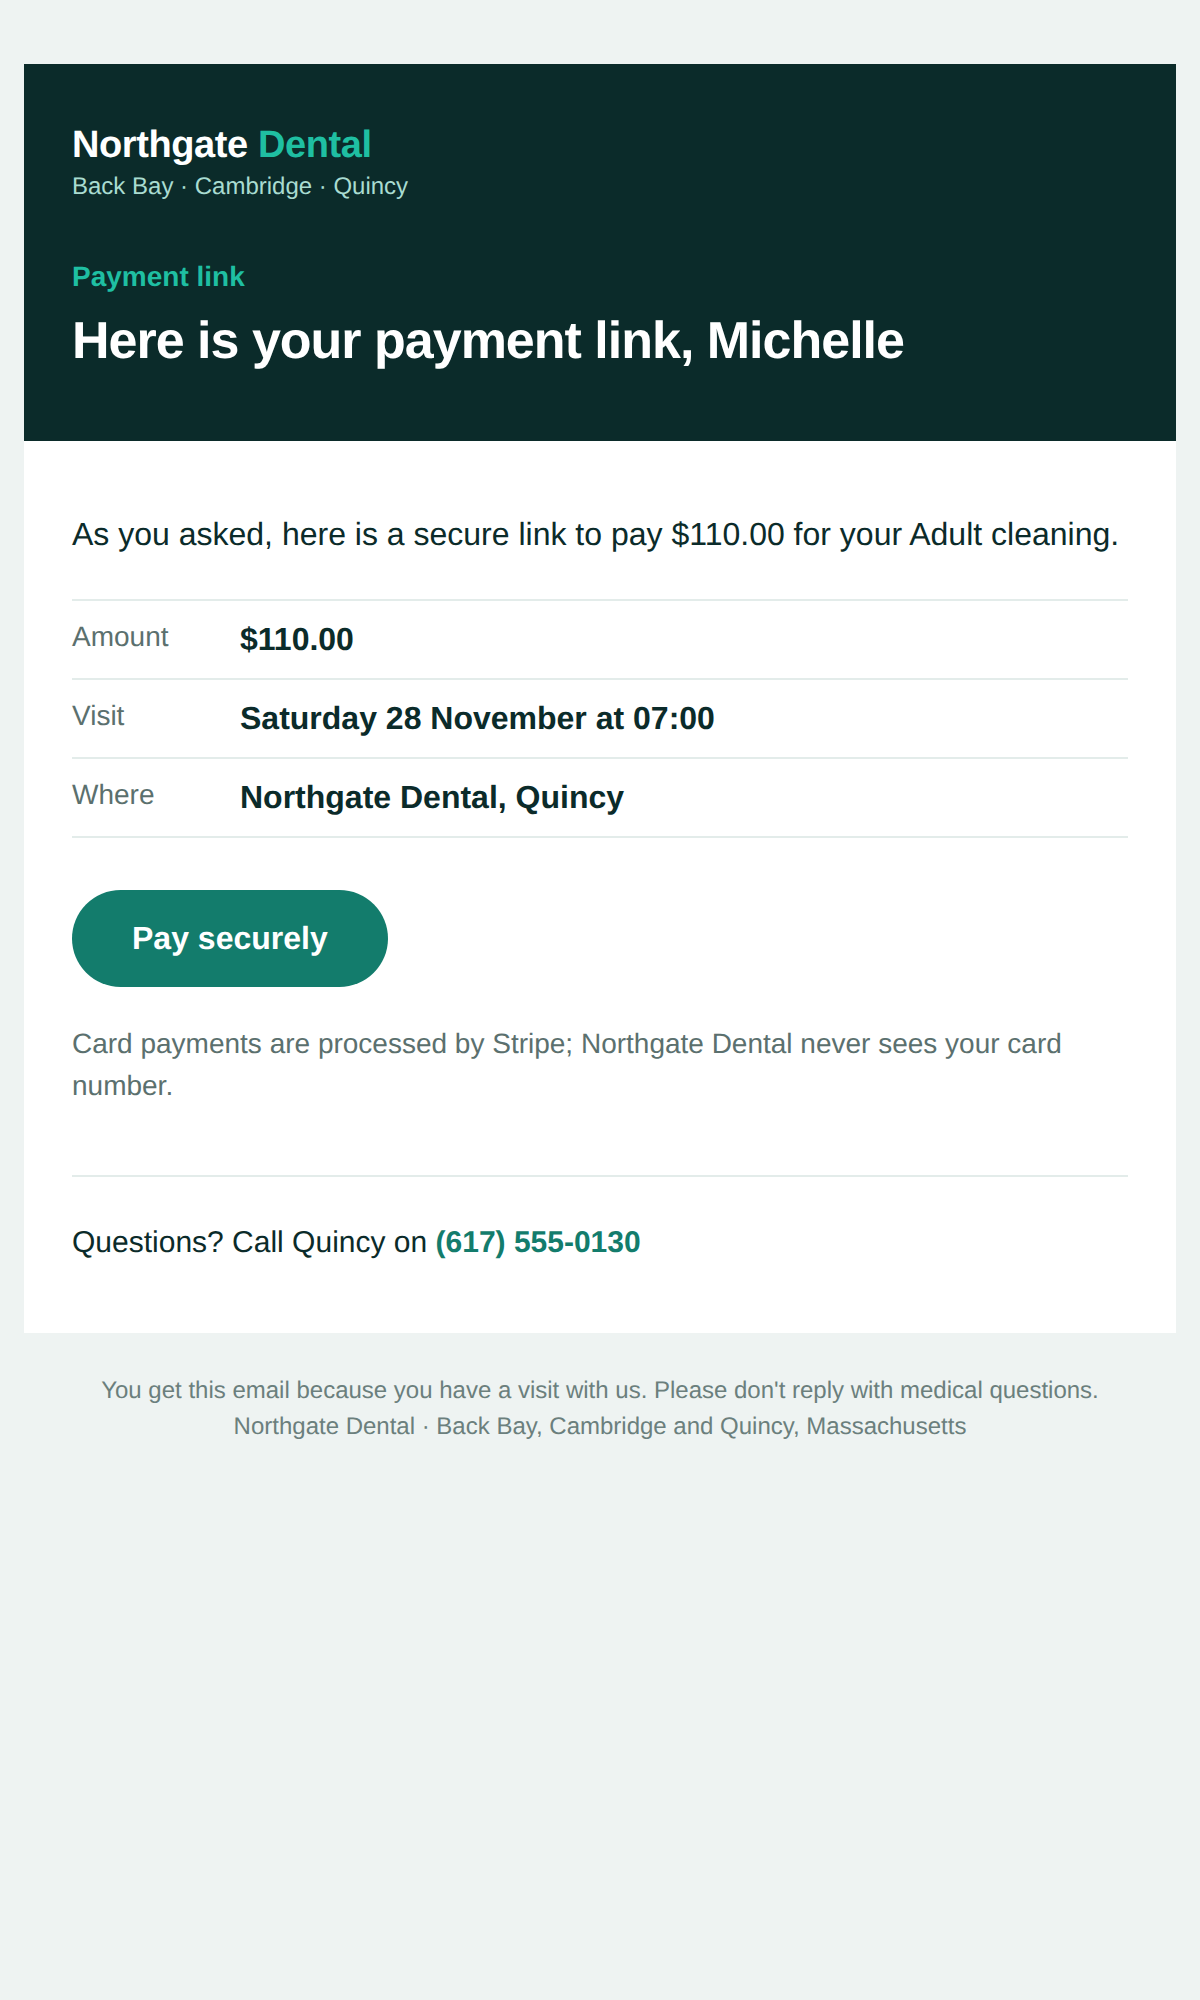 Northgate Dental
Back Bay · Cambridge · Quincy
Payment link
Here is your payment link, Michelle
As you asked, here is a secure link to pay $110.00 for your Adult cleaning.
Amount $110.00
Visit Saturday 28 November at 07:00
Where Northgate Dental, Quincy
Pay securely
Card payments are processed by Stripe; Northgate Dental never sees your card
number.
Questions? Call Quincy on (617) 555-0130
You get this email because you have a visit with us. Please don't reply with medical questions.
Northgate Dental · Back Bay, Cambridge and Quincy, Massachusetts